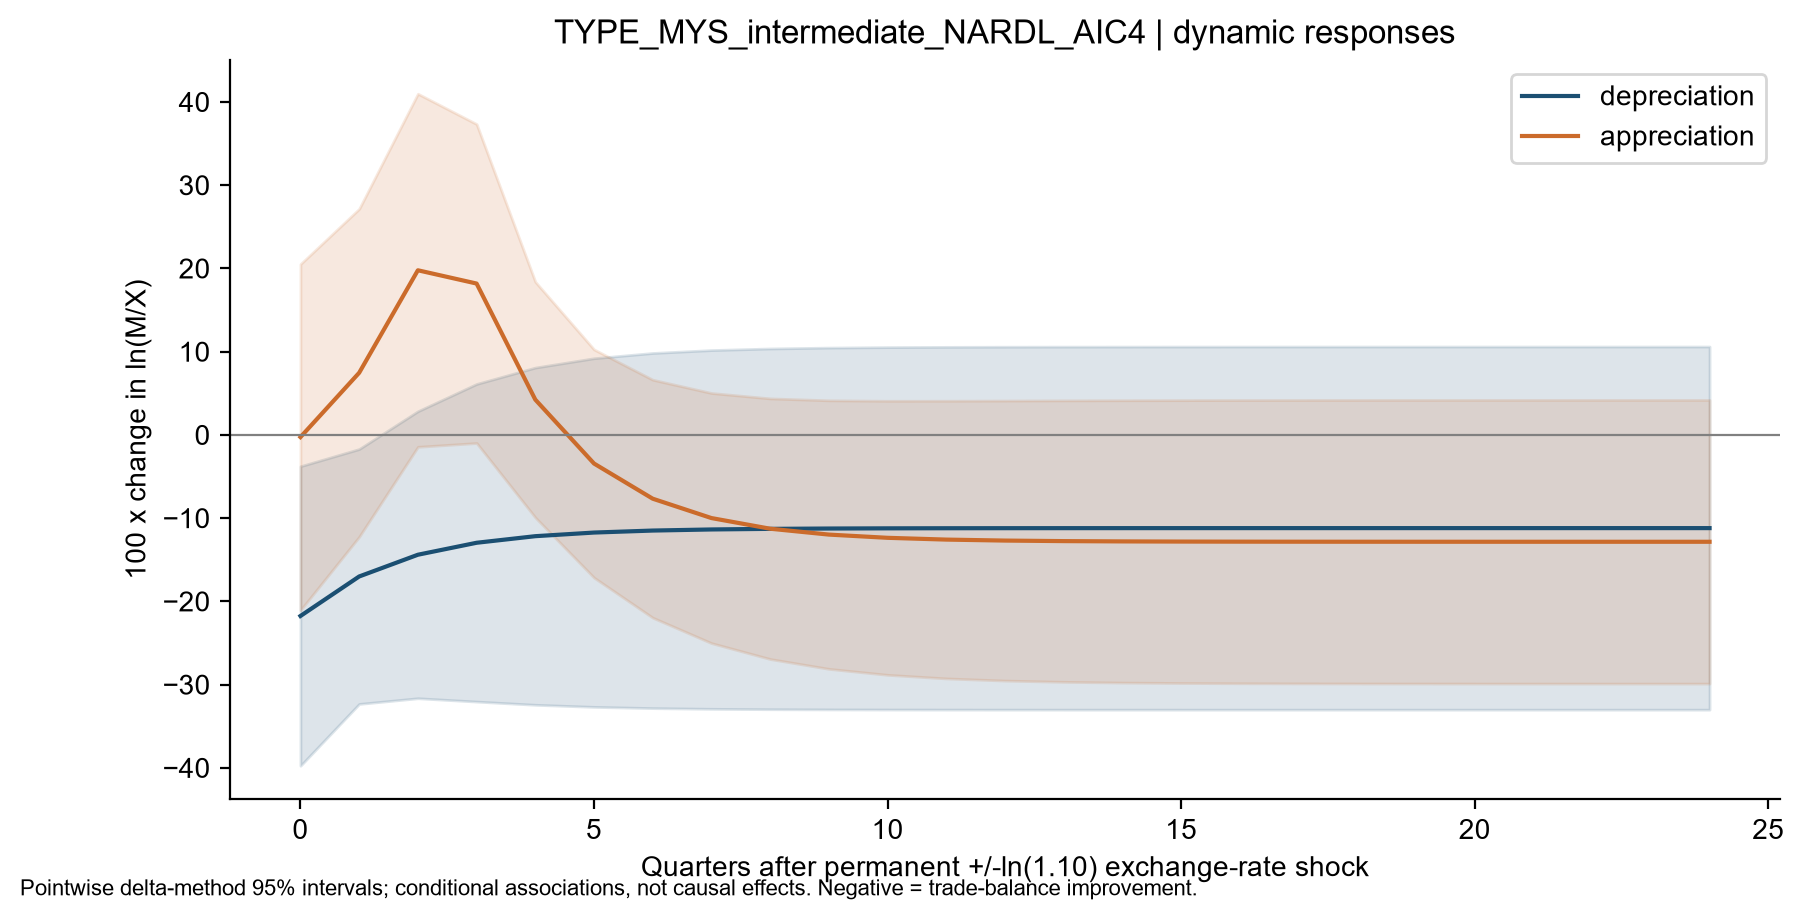 TYPE_MYS_intermediate_NARDL_AIC4 | dynamic responses
depreciation
appreciation
100 x change in ln(M/X)
40
30
20
10
0
−10
−20
−30
−40
0 5 10 15 20 25
Quarters after permanent +/-ln(1.10) exchange-rate shock
Pointwise delta-method 95% intervals; conditional associations, not causal effects. Negative = trade-balance improvement.